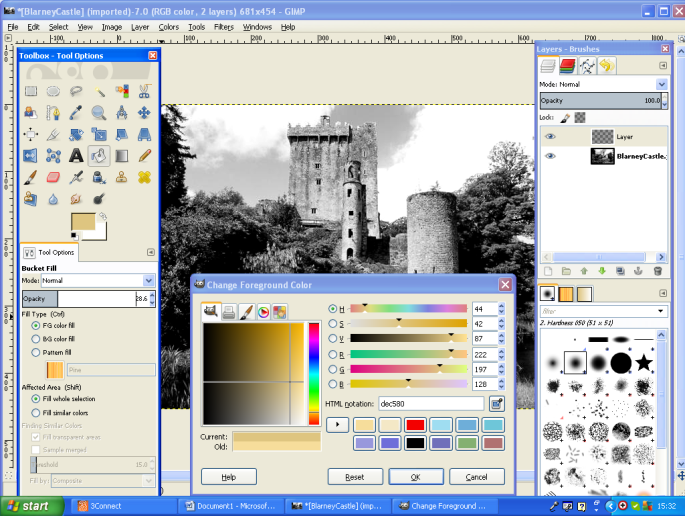 *[BlarneyCastle] (imported)-7.0 (RGB color, 2 layers) 681x454 – GIMP
File Edit Select View Image Layer Colors Tools Filters Windows Help
Toolbox - Tool Options
Tool Options
Bucket Fill
Mode: Normal
Opacity 28.6
Fill Type (Ctrl)
FG color fill
BG color fill
Pattern fill
Pine
Affected Area (Shift)
Fill whole selection
Fill similar colors
Finding Similar Colors
Fill transparent areas
Sample merged
hreshold 15.0
Fill by: Composite
Change Foreground Color
H 44
S 42
V 87
R 222
G 197
B 128
HTML notation: dec580
Current:
Old:
Help Reset OK Cancel
Layers - Brushes
Mode: Normal
Opacity 100.0
Lock:
Layer
BlarneyCastle.
filter
2. Hardness 050 (51 x 51)
start 3Connect Document1 - Microsof... *[BlarneyCastle] (imp... Change Foreground ... 15:32